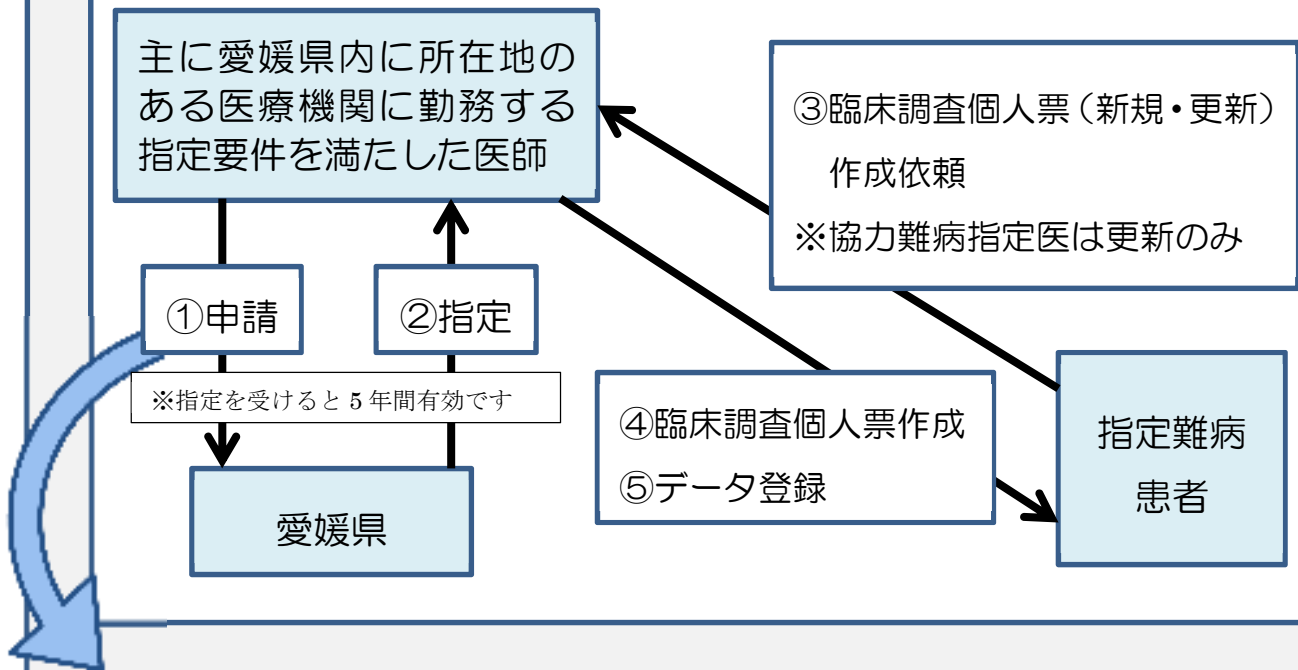 主に愛媛県内に所在地の
ある医療機関に勤務する
指定要件を満たした医師
③臨床調査個人票（新規・更新）
作成依頼
※協力難病指定医は更新のみ
①申請
②指定
※指定を受けると5年間有効です
④臨床調査個人票作成
⑤データ登録
指定難病
患者
愛媛県